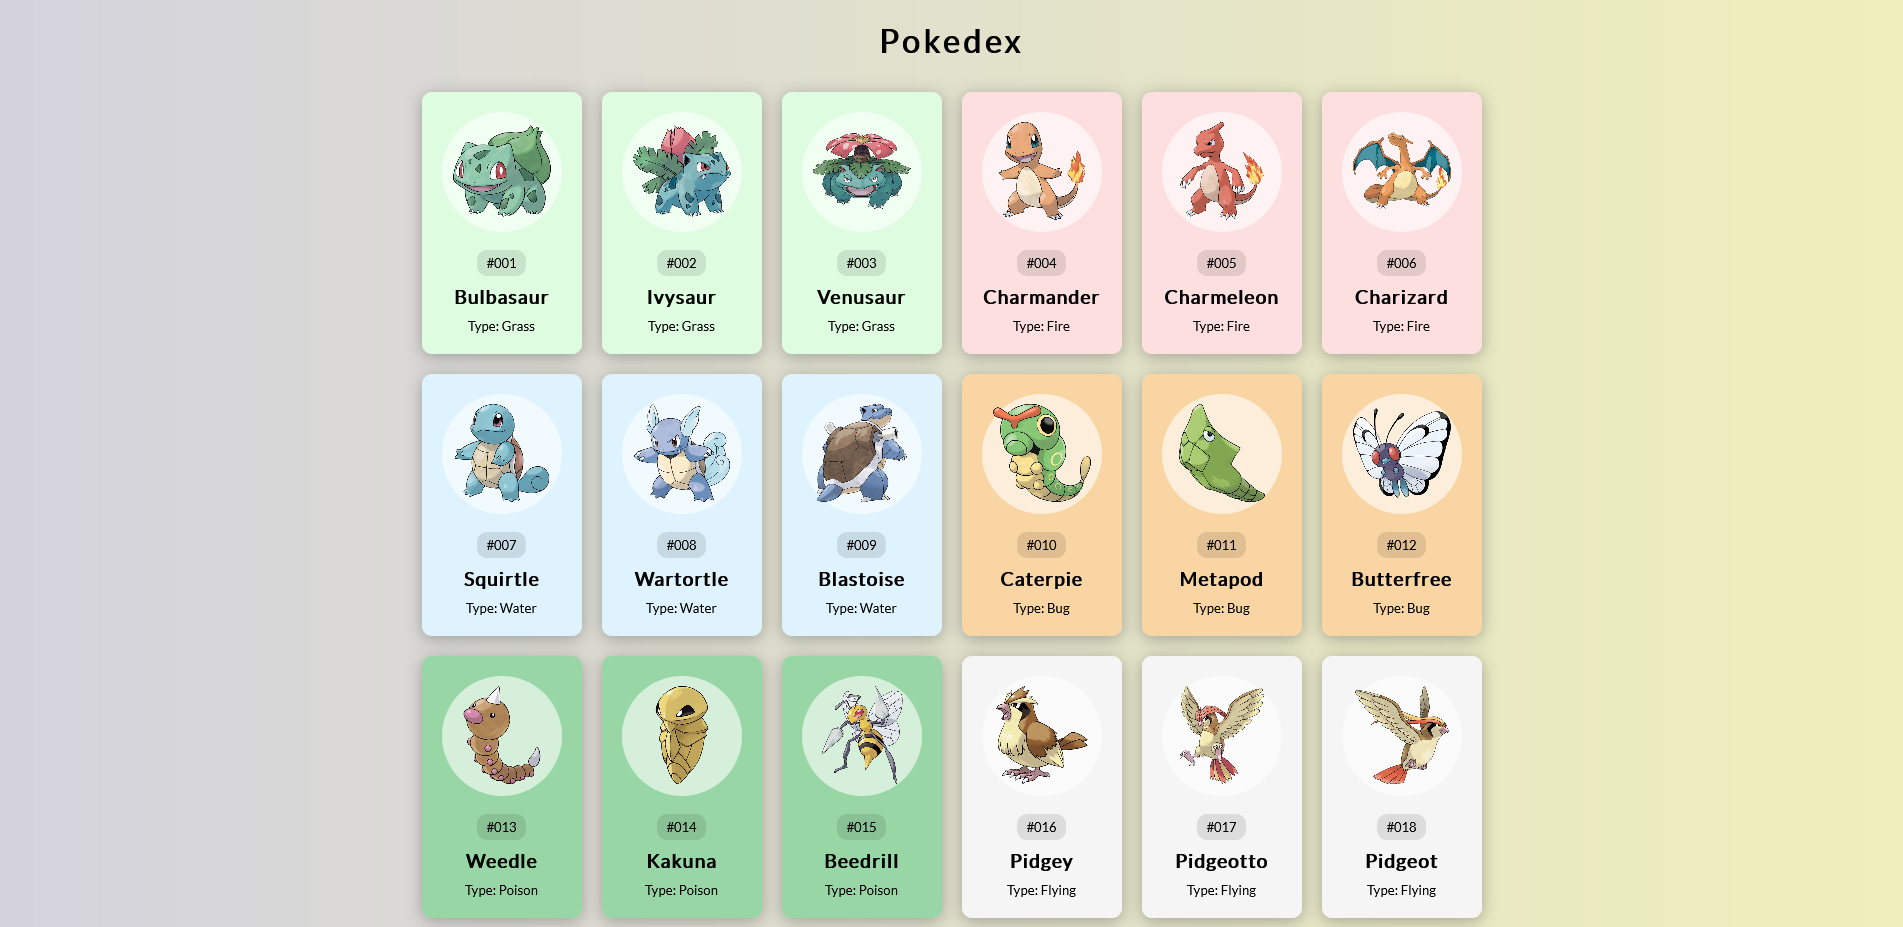 Pokedex
#001
Bulbasaur
Type: Grass
#002
Ivysaur
Type: Grass
#003
Venusaur
Type: Grass
#004
Charmander
Type: Fire
#005
Charmeleon
Type: Fire
#006
Charizard
Type: Fire
#007
Squirtle
Type: Water
#008
Wartortle
Type: Water
#009
Blastoise
Type: Water
#010
Caterpie
Type: Bug
#011
Metapod
Type: Bug
#012
Butterfree
Type: Bug
#013
Weedle
Type: Poison
#014
Kakuna
Type: Poison
#015
Beedrill
Type: Poison
#016
Pidgey
Type: Flying
#017
Pidgeotto
Type: Flying
#018
Pidgeot
Type: Flying